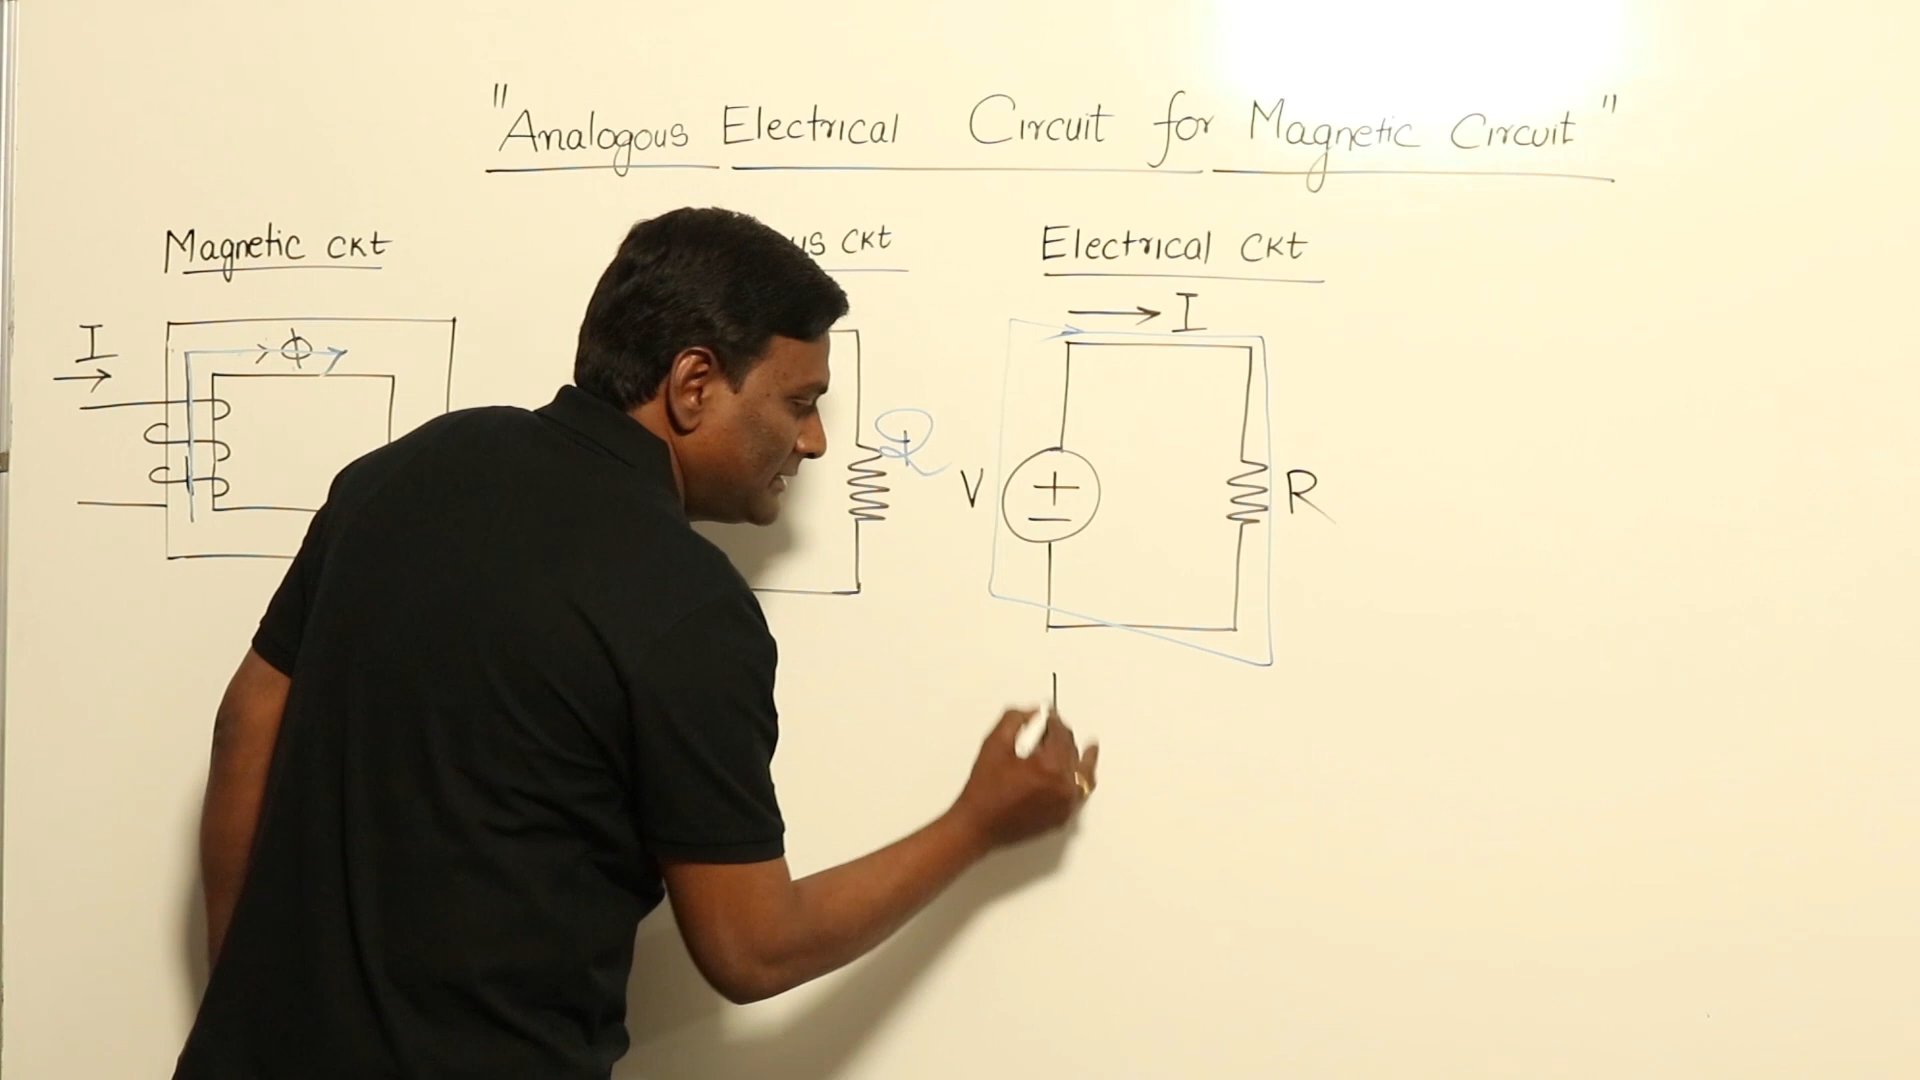 "Analogous Electrical Circuit for Magnetic Circuit"
Magnetic ckt
ckt
Electrical ckt
I
Φ
I
V
+
−
R